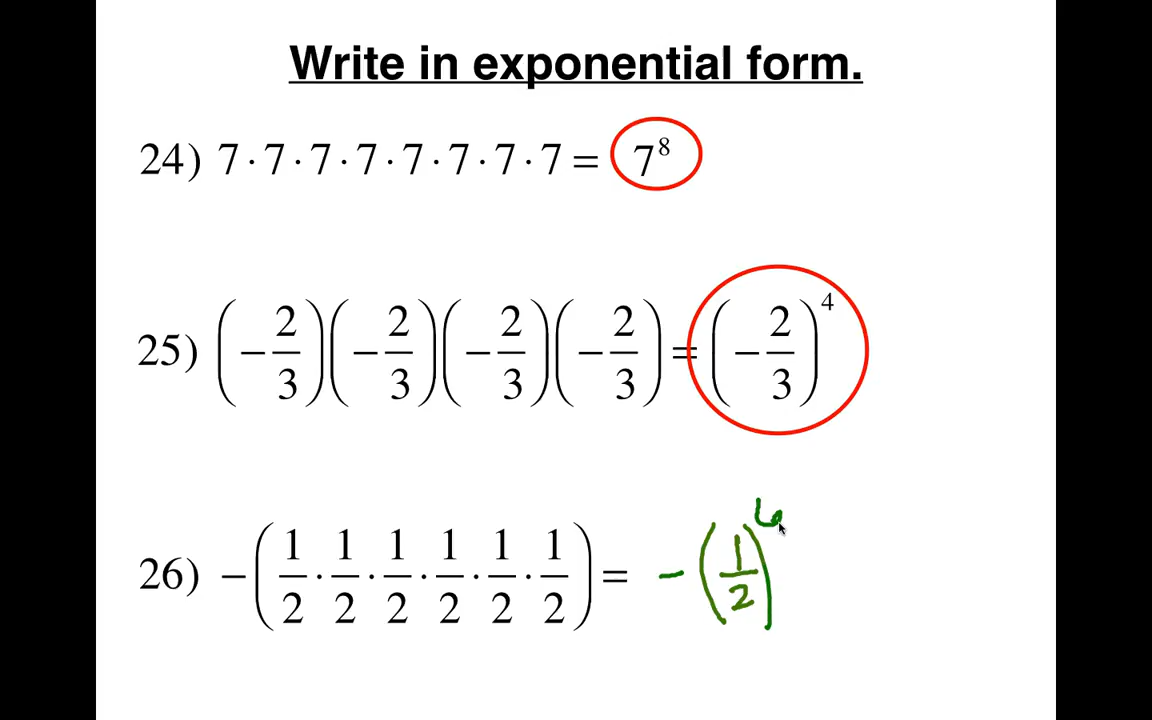 Write in exponential form.
24) 7·7·7·7·7·7·7·7 = 7⁸
25) (−2/3)(−2/3)(−2/3)(−2/3) = (−2/3)⁴
26) −(1/2·1/2·1/2·1/2·1/2·1/2) = −(1/2)⁶